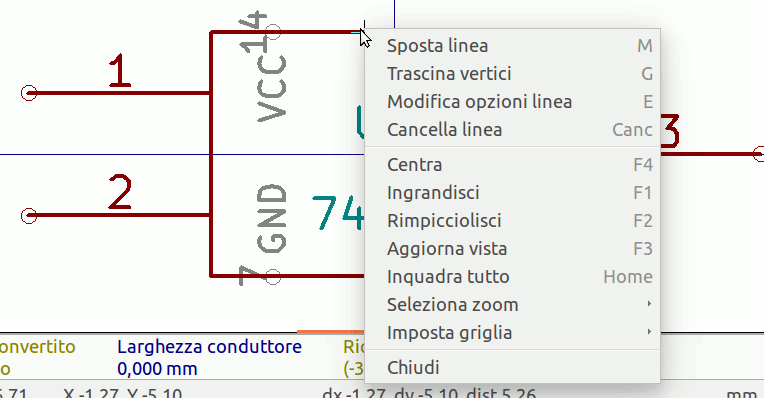 14
1
VCC
3
2
GND
74
7
Sposta linea M
Trascina vertici G
Modifica opzioni linea E
Cancella linea Canc
Centra F4
Ingrandisci F1
Rimpicciolisci F2
Aggiorna vista F3
Inquadra tutto Home
Seleziona zoom
Imposta griglia
Chiudi
onvertito Larghezza conduttore Ric
o 0,000 mm (-3
5.71 X -1,27 Y -5,10 dx -1,27 dy -5,10 dist 5,26 mm